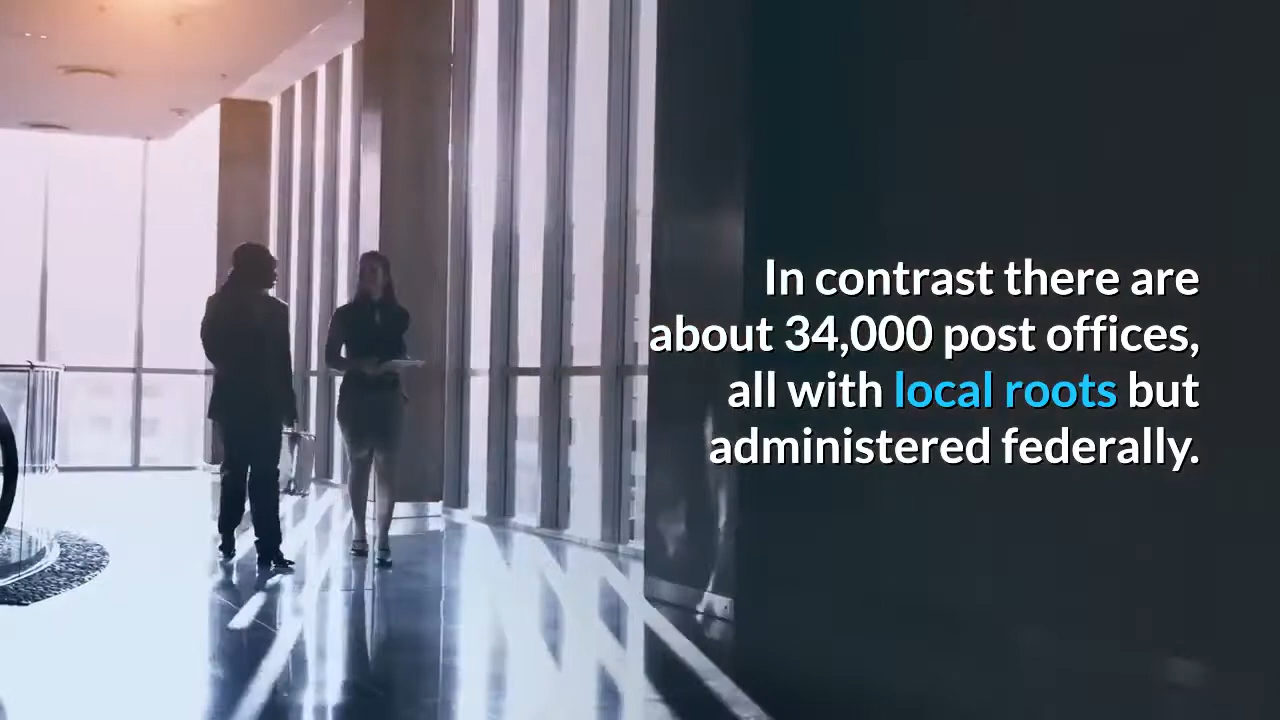 In contrast there are
about 34,000 post offices,
all with local roots but
administered federally.